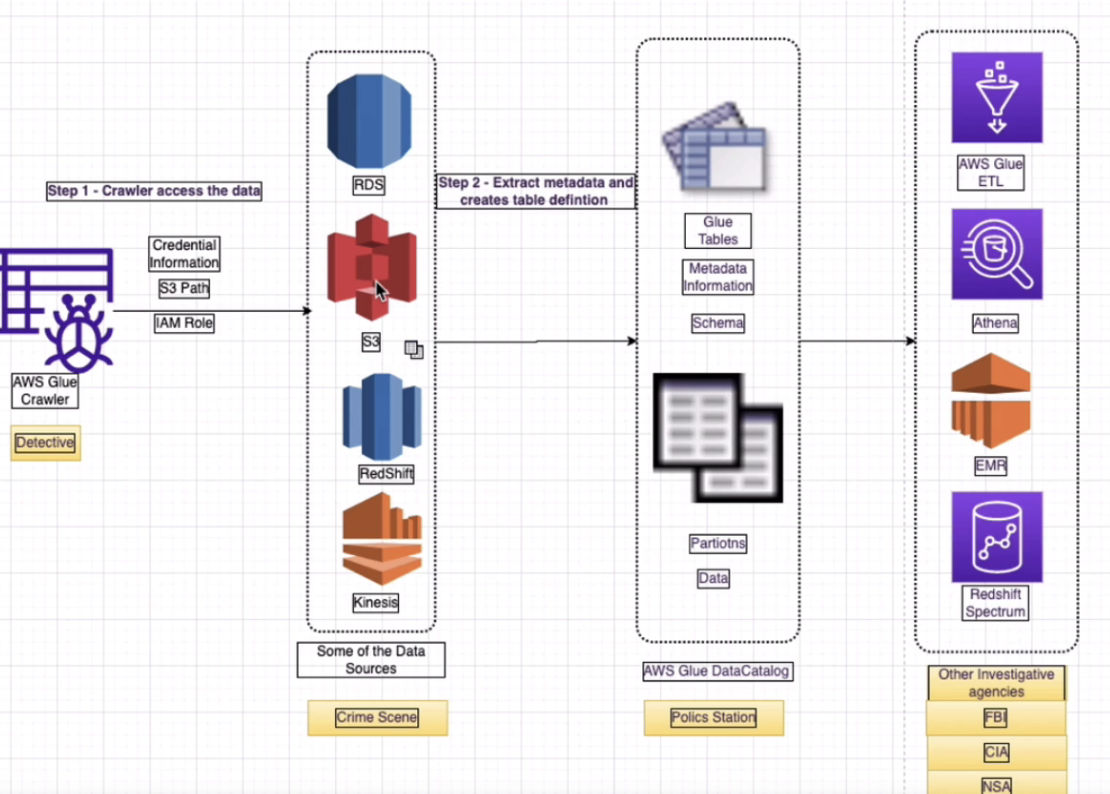 Step 1 - Crawler access the data
Credential
Information
S3 Path
IAM Role
AWS Glue
Crawler
Detective
RDS
S3
RedShift
Kinesis
Some of the Data
Sources
Crime Scene
Step 2 - Extract metadata and
creates table defintion
Glue
Tables
Metadata
Information
Schema
Partiotns
Data
AWS Glue DataCatalog
Polics Station
AWS Glue
ETL
Athena
EMR
Redshift
Spectrum
Other Investigative
agencies
FBI
CIA
NSA